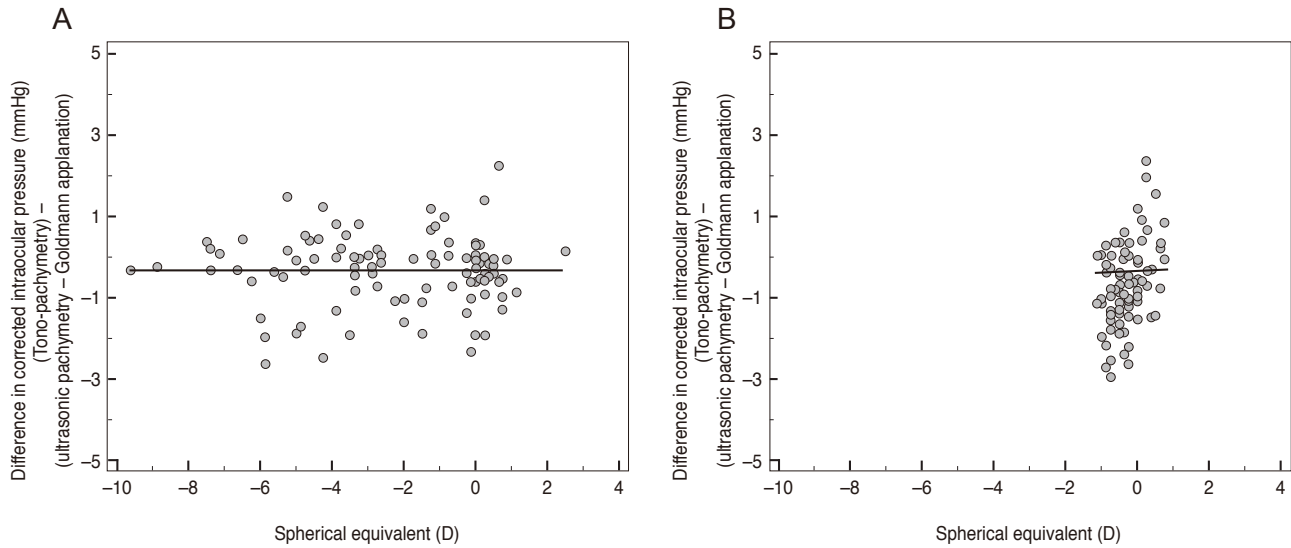 A
Difference in corrected intraocular pressure (mmHg)
(Tono-pachymetry) –
(ultrasonic pachymetry – Goldmann applanation)
5
3
1
–1
–3
–5
–10
–8
–6
–4
–2
0
2
4
Spherical equivalent (D)
B
Difference in corrected intraocular pressure (mmHg)
(Tono-pachymetry) –
(ultrasonic pachymetry – Goldmann applanation)
5
3
1
–1
–3
–5
–10
–8
–6
–4
–2
0
2
4
Spherical equivalent (D)